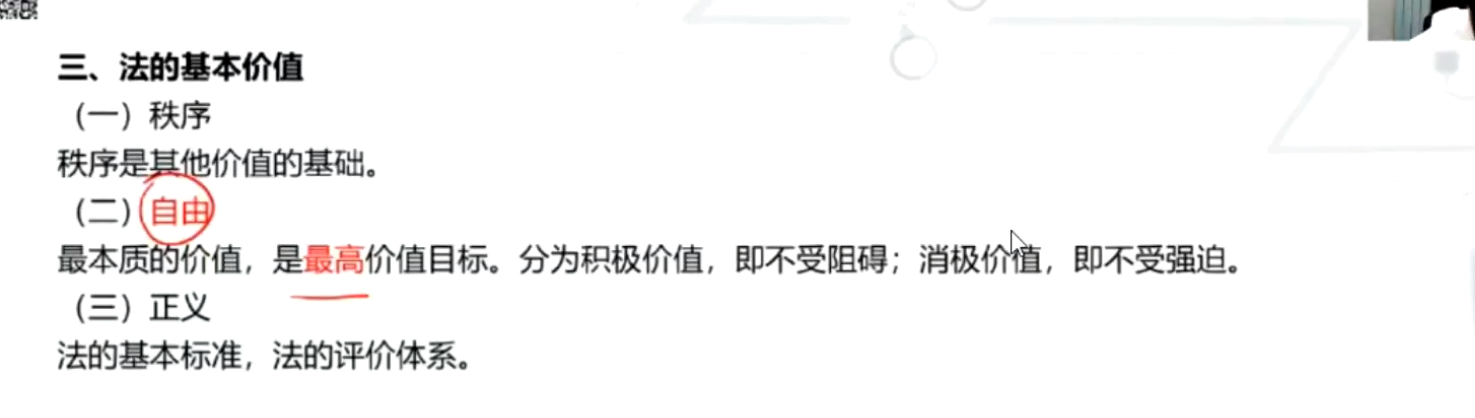 三、法的基本价值
（一）秩序
秩序是其他价值的基础。
（二）自由
最本质的价值，是最高价值目标。分为积极价值，即不受阻碍；消极价值，即不受强迫。
（三）正义
法的基本标准，法的评价体系。